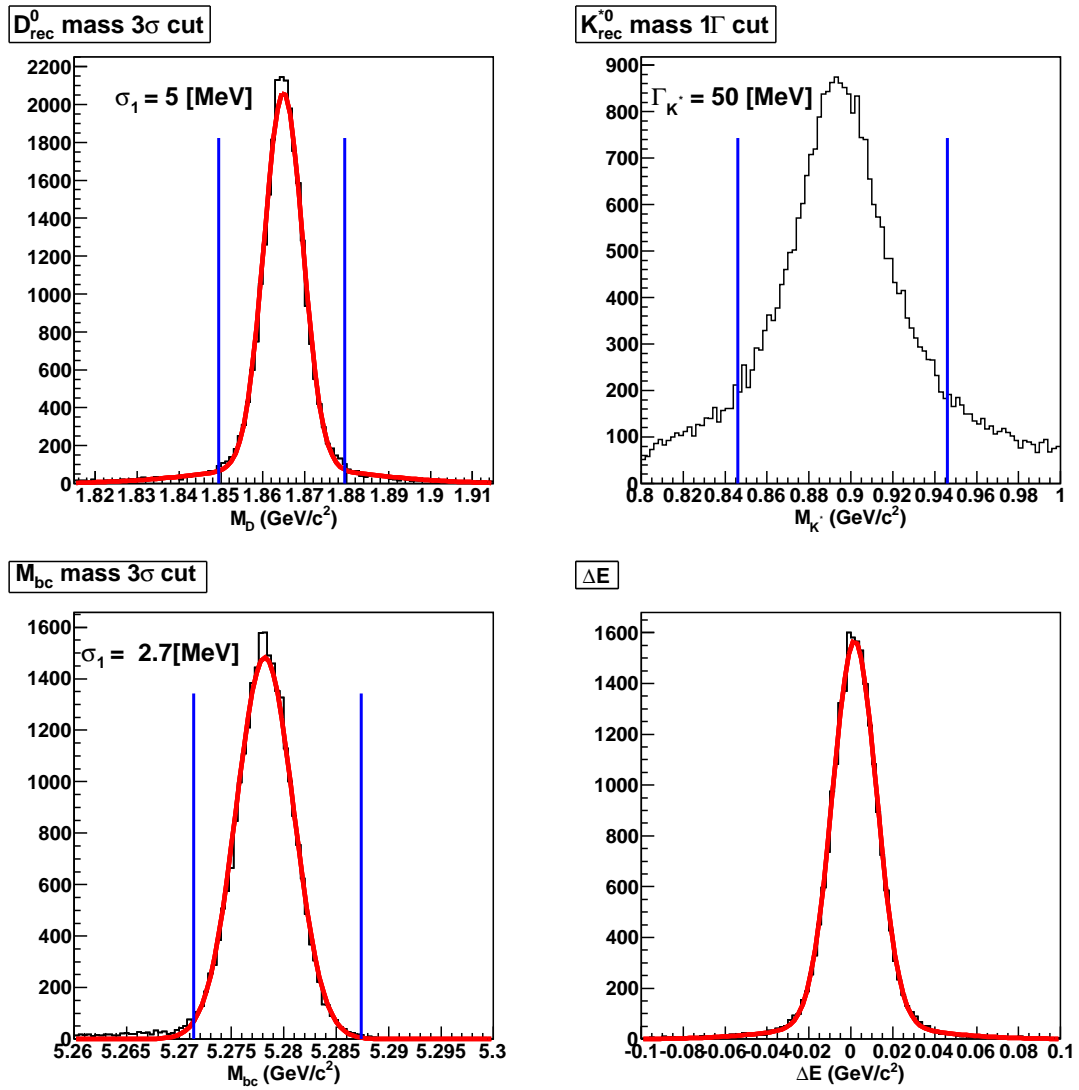 D⁰rec mass 3σ cut
σ₁ = 5 [MeV]
2200
2000
1800
1600
1400
1200
1000
800
600
400
200
0
1.82 1.83 1.84 1.85 1.86 1.87 1.88 1.89 1.9 1.91
M_D (GeV/c²)
K*⁰rec mass 1Γ cut
Γ_K* = 50 [MeV]
900
800
700
600
500
400
300
200
100
0
0.8 0.82 0.84 0.86 0.88 0.9 0.92 0.94 0.96 0.98 1
M_K* (GeV/c²)
M_bc mass 3σ cut
σ₁ = 2.7[MeV]
1600
1400
1200
1000
800
600
400
200
0
5.26 5.265 5.27 5.275 5.28 5.285 5.29 5.295 5.3
M_bc (GeV/c²)
ΔE
1600
1400
1200
1000
800
600
400
200
0
-0.1 -0.08 -0.06 -0.04 -0.02 0 0.02 0.04 0.06 0.08 0.1
ΔE (GeV/c²)